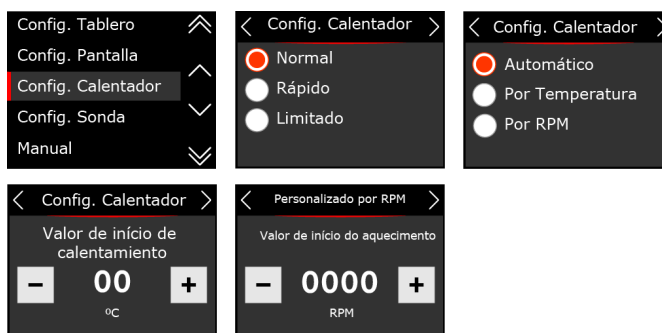 Config. Tablero
Config. Pantalla
Config. Calentador
Config. Sonda
Manual
Config. Calentador
Normal
Rápido
Limitado
Config. Calentador
Automático
Por Temperatura
Por RPM
Config. Calentador
Valor de início de
calentamiento
− 00 +
ºC
Personalizado por RPM
Valor de início do aquecimento
− 0000 +
RPM